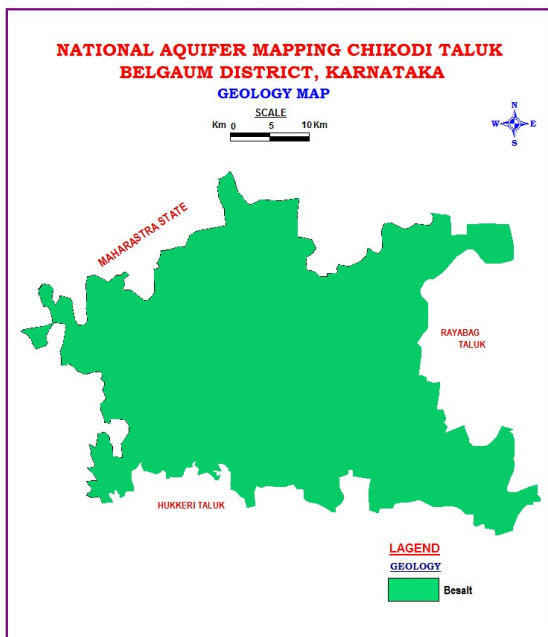 NATIONAL AQUIFER MAPPING CHIKODI TALUK
BELGAUM DISTRICT, KARNATAKA
GEOLOGY MAP
SCALE
Km 0 5 10 Km
N
W E
S
MAHARASTRA STATE
RAYABAG
TALUK
HUKKERI TALUK
LAGEND
GEOLOGY
Besalt